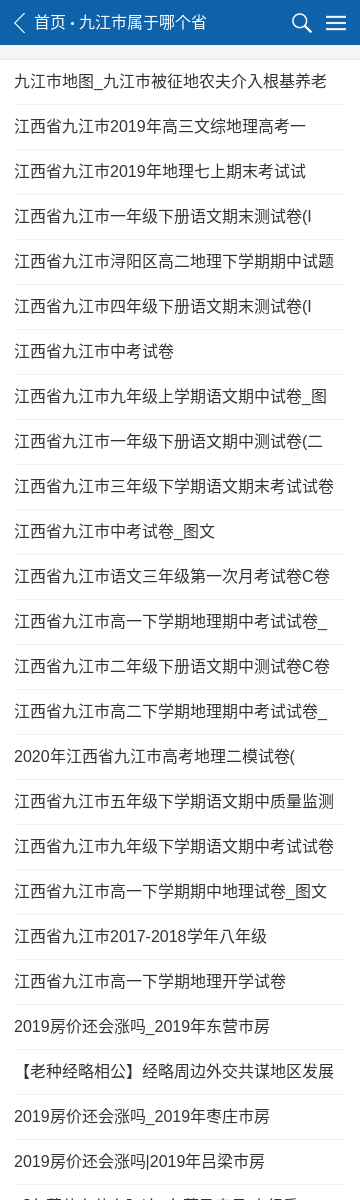 首页 • 九江市属于哪个省
九江市地图_九江市被征地农夫介入根基养老
江西省九江市2019年高三文综地理高考一
江西省九江市2019年地理七上期末考试试
江西省九江市一年级下册语文期末测试卷(I
江西省九江市浔阳区高二地理下学期期中试题
江西省九江市四年级下册语文期末测试卷(I
江西省九江市中考试卷
江西省九江市九年级上学期语文期中试卷_图
江西省九江市一年级下册语文期中测试卷(二
江西省九江市三年级下学期语文期末考试试卷
江西省九江市中考试卷_图文
江西省九江市语文三年级第一次月考试卷C卷
江西省九江市高一下学期地理期中考试试卷_
江西省九江市二年级下册语文期中测试卷C卷
江西省九江市高二下学期地理期中考试试卷_
2020年江西省九江市高考地理二模试卷(
江西省九江市五年级下学期语文期中质量监测
江西省九江市九年级下学期语文期中考试试卷
江西省九江市高一下学期期中地理试卷_图文
江西省九江市2017-2018学年八年级
江西省九江市高一下学期地理开学试卷
2019房价还会涨吗_2019年东营市房
【老种经略相公】经略周边外交共谋地区发展
2019房价还会涨吗_2019年枣庄市房
2019房价还会涨吗|2019年吕梁市房